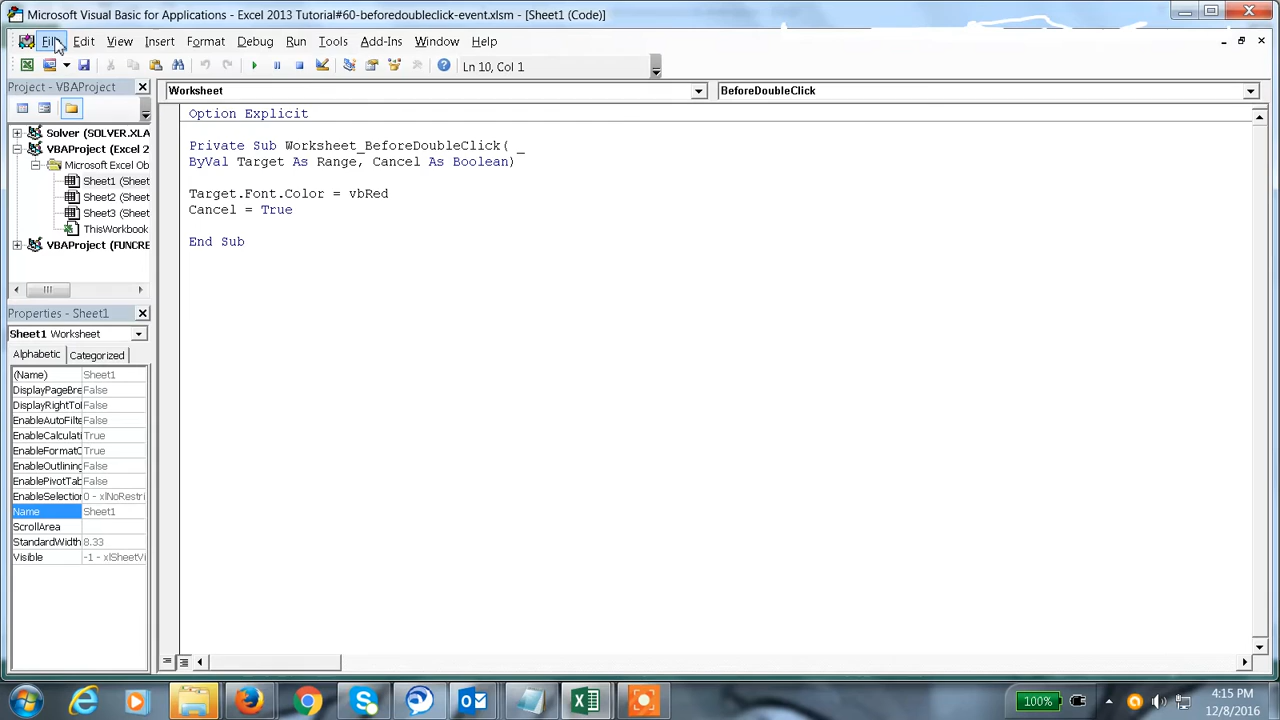 Microsoft Visual Basic for Applications - Excel 2013 Tutorial#60-beforedoubleclick-event.xlsm - [Sheet1 (Code)]
File Edit View Insert Format Debug Run Tools Add-Ins Window Help
Ln 10, Col 1
Project - VBAProject
Solver (SOLVER.XLA
VBAProject (Excel 2
Microsoft Excel Ob
Sheet1 (Sheet
Sheet2 (Sheet
Sheet3 (Sheet
ThisWorkbook
VBAProject (FUNCRE
Properties - Sheet1
Sheet1 Worksheet
Alphabetic Categorized
(Name) Sheet1
DisplayPageBre False
DisplayRightTol False
EnableAutoFilte False
EnableCalculati True
EnableFormatC True
EnableOutlining False
EnablePivotTab False
EnableSelection 0 - xlNoRestri
Name Sheet1
ScrollArea
StandardWidth 8.33
Visible -1 - xlSheetVi
Worksheet BeforeDoubleClick
Option Explicit
Private Sub Worksheet_BeforeDoubleClick( _
ByVal Target As Range, Cancel As Boolean)
Target.Font.Color = vbRed
Cancel = True
End Sub
100%
4:15 PM
12/8/2016